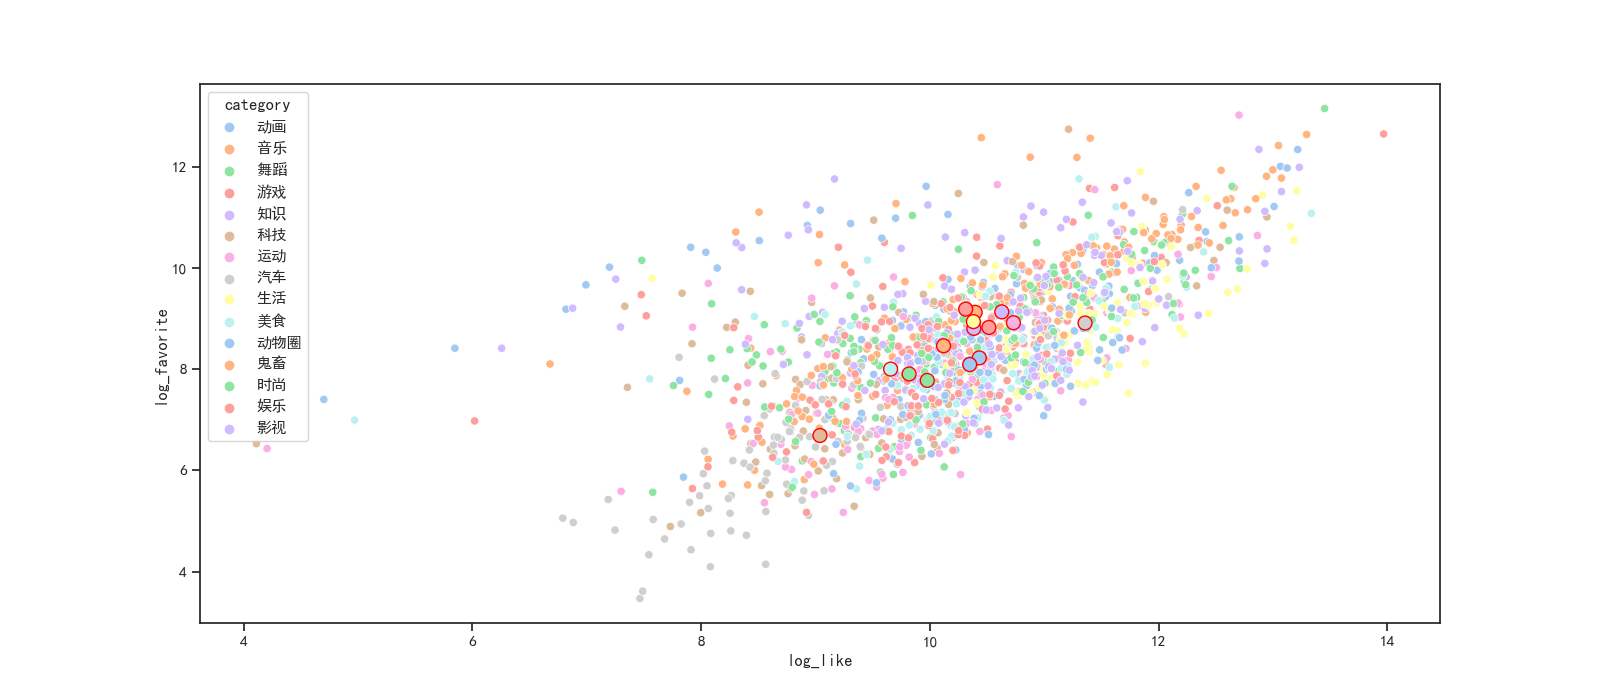 category
动画
音乐
舞蹈
游戏
知识
科技
运动
汽车
生活
美食
动物圈
鬼畜
时尚
娱乐
影视
log_favorite
12
10
8
6
4
4
6
8
10
12
14
log_like